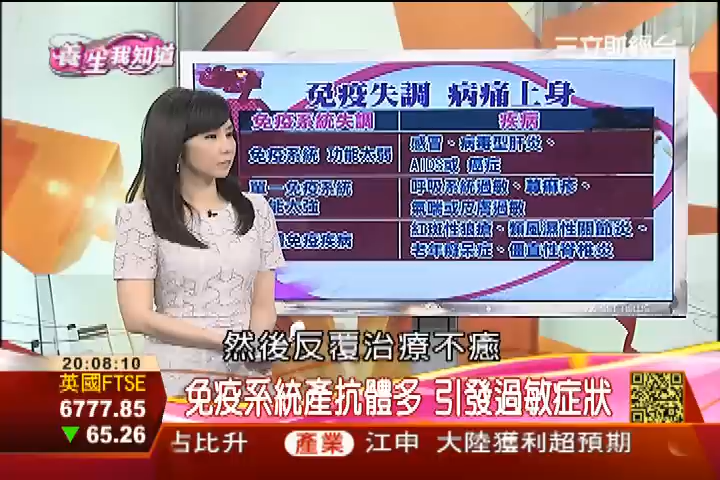 養生我知道
三立財經台
免疫失調 病痛上身
免疫系統失調 疾病
免疫系統 功能太弱 感冒、病毒型肝炎、
AIDS或 癌症
單一免疫系統 呼吸系統過敏、蕁麻疹、
能太強 氣喘或皮膚過敏
免疫疾病 紅斑性狼瘡、類風濕性關節炎、
老年癡呆症、僵直性脊椎炎
然後反覆治療不癒
20:08:10
英國FTSE
6777.85
▼65.26
免疫系統產抗體多 引發過敏症狀
占比升 產業 江申 大陸獲利超預期